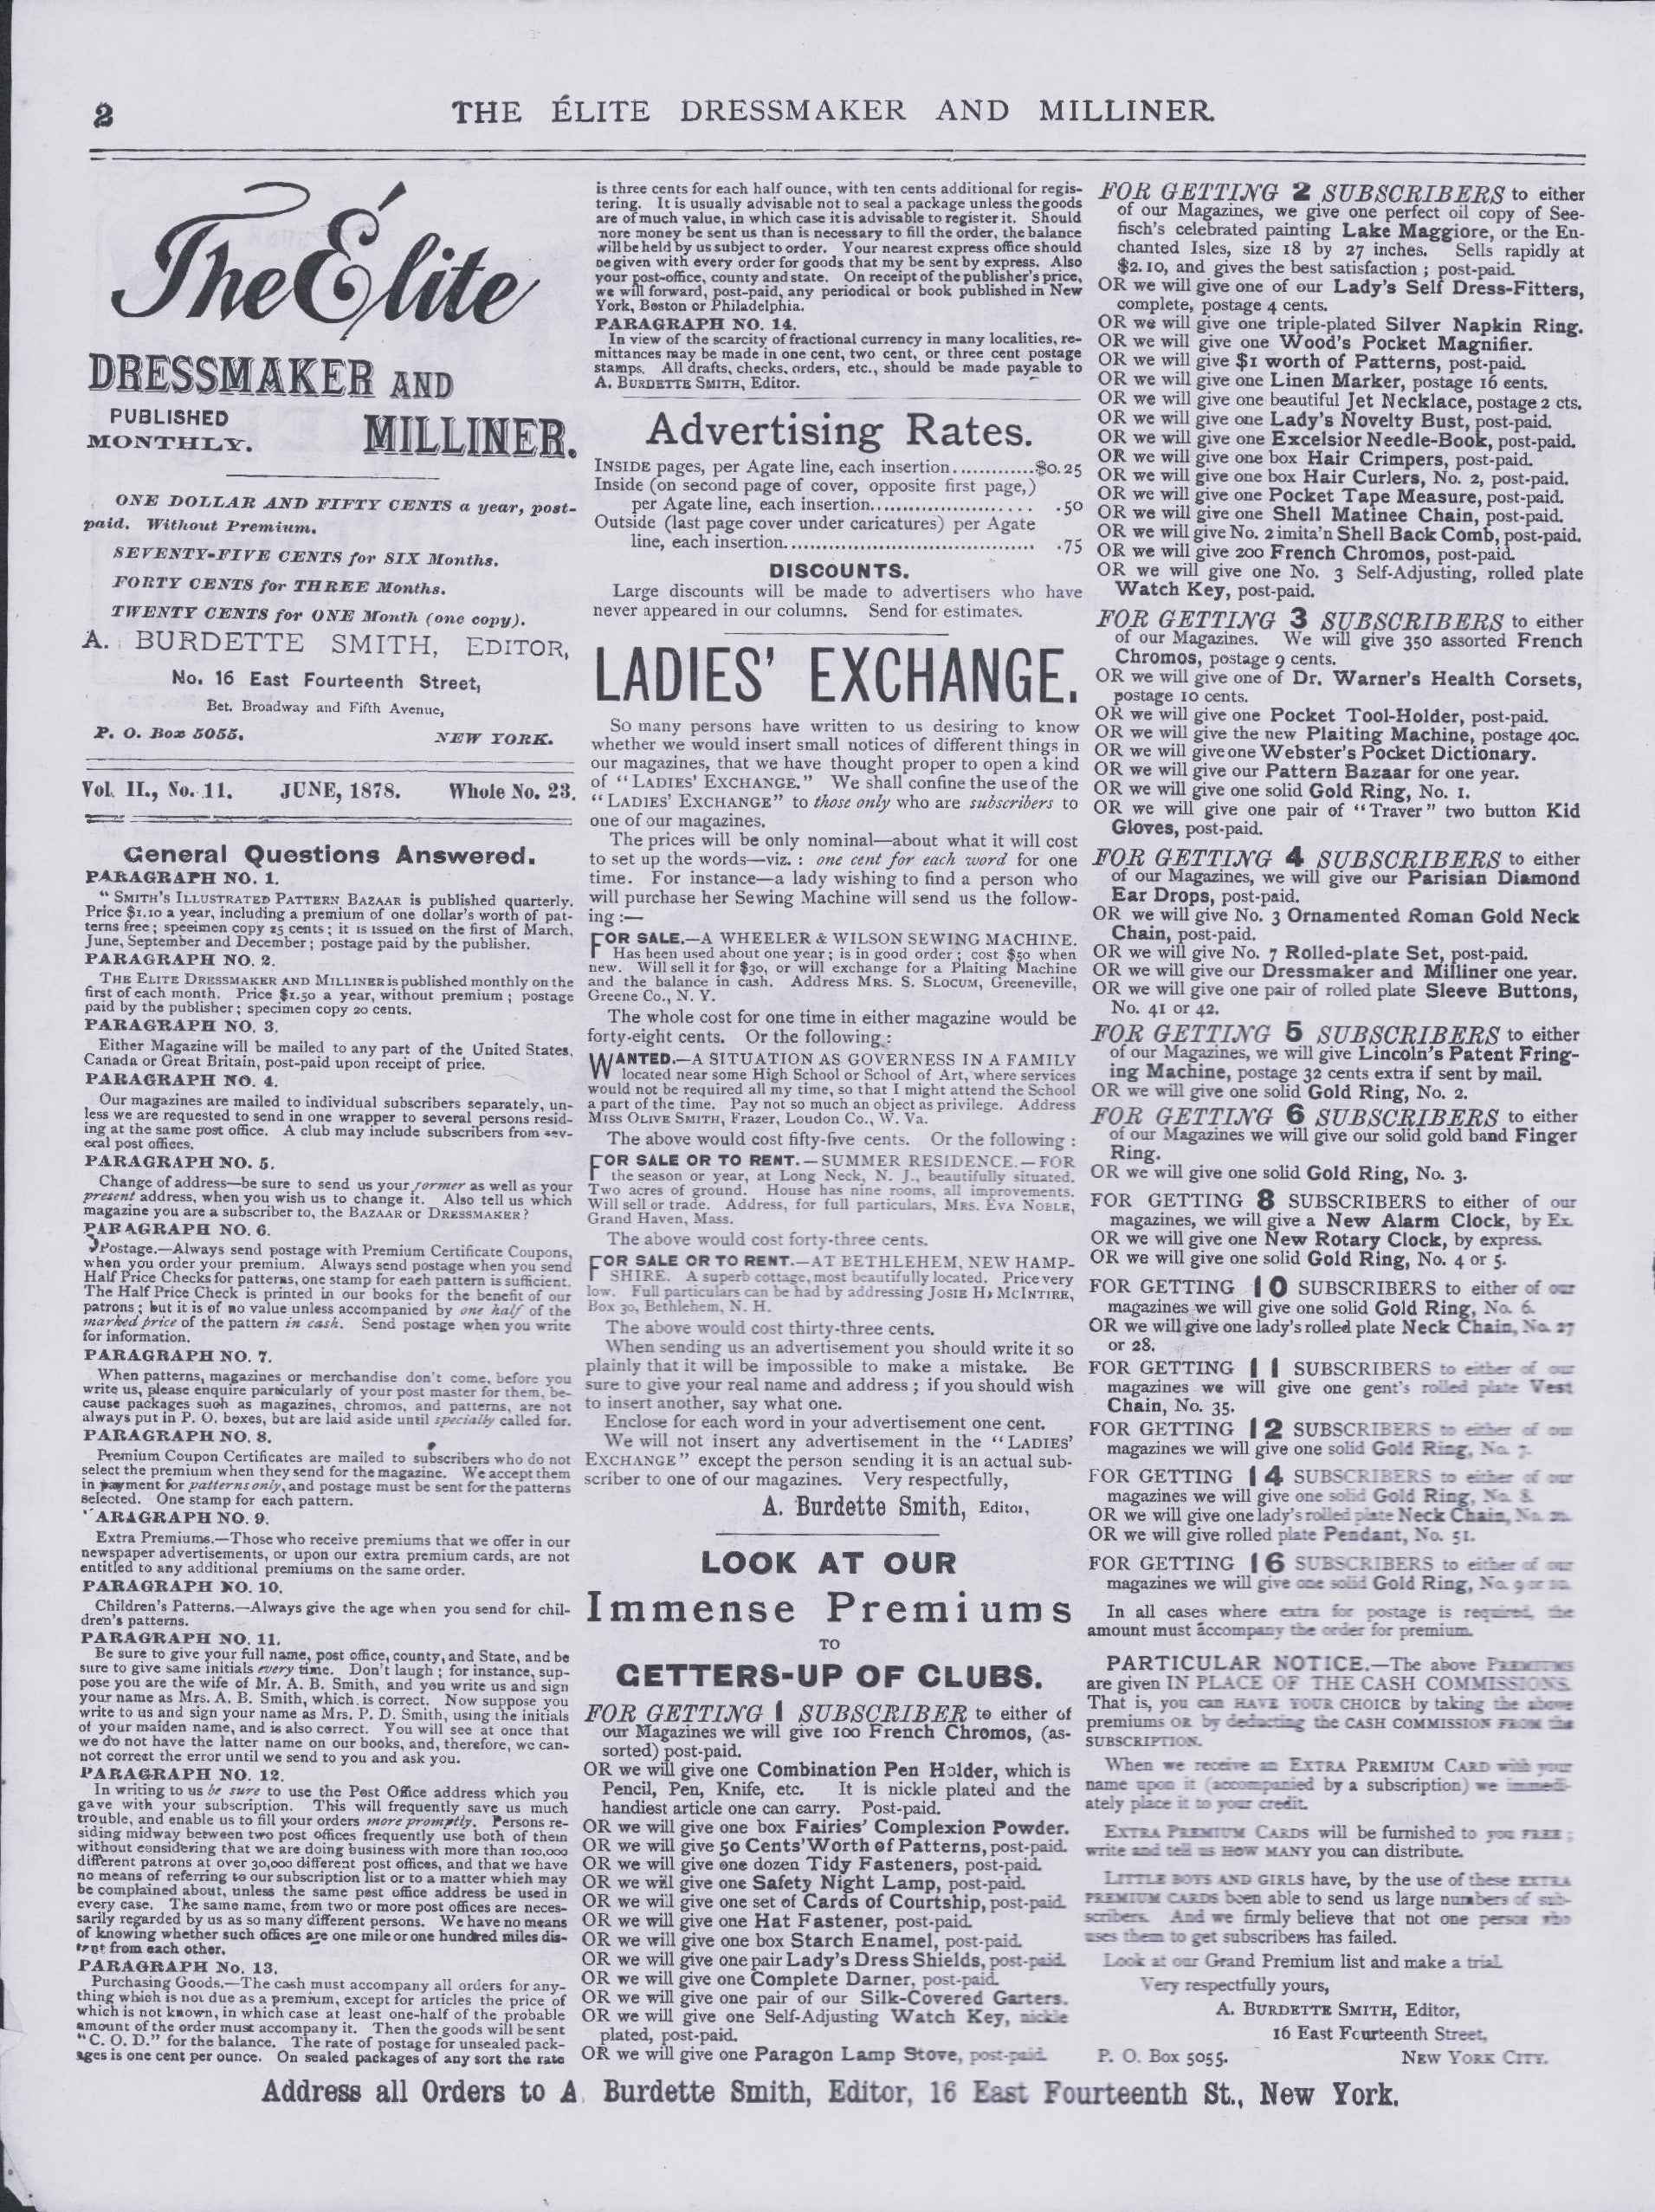 2
THE ÉLITE DRESSMAKER AND MILLINER.
The Élite
DRESSMAKER AND
PUBLISHED
MONTHLY.
MILLINER.
ONE DOLLAR AND FIFTY CENTS a year, post-
paid. Without Premium.
SEVENTY-FIVE CENTS for SIX Months.
FORTY CENTS for THREE Months.
TWENTY CENTS for ONE Month (one copy).
A. BURDETTE SMITH, EDITOR,
No. 16 East Fourteenth Street,
Bet. Broadway and Fifth Avenue,
P. O. Box 5055. NEW YORK.
Vol. II., No. 11. JUNE, 1878. Whole No. 23.
General Questions Answered.
PARAGRAPH NO. 1.
"SMITH'S ILLUSTRATED PATTERN BAZAAR is published quarterly.
Price $1.10 a year, including a premium of one dollar's worth of pat-
terns free; specimen copy 25 cents; it is issued on the first of March,
June, September and December; postage paid by the publisher.
PARAGRAPH NO. 2.
THE ELITE DRESSMAKER AND MILLINER is published monthly on the
first of each month. Price $1.50 a year, without premium; postage
paid by the publisher; specimen copy 20 cents.
PARAGRAPH NO. 3.
Either Magazine will be mailed to any part of the United States,
Canada or Great Britain, post-paid upon receipt of price.
PARAGRAPH NO. 4.
Our magazines are mailed to individual subscribers separately, un-
less we are requested to send in one wrapper to several persons resid-
ing at the same post office. A club may include subscribers from sev-
eral post offices.
PARAGRAPH NO. 5.
Change of address—be sure to send us your former as well as your
present address, when you wish us to change it. Also tell us which
magazine you are a subscriber to, the BAZAAR or DRESSMAKER?
PARAGRAPH NO. 6.
Postage.—Always send postage with Premium Certificate Coupons,
when you order your premium. Always send postage when you send
Half Price Checks for patterns, one stamp for each pattern is sufficient.
The Half Price Check is printed in our books for the benefit of our
patrons; but it is of no value unless accompanied by one half of the
marked price of the pattern in cash. Send postage when you write
for information.
PARAGRAPH NO. 7.
When patterns, magazines or merchandise don't come, before you
write us, please enquire particularly of your post master for them, be-
cause packages such as magazines, chromos, and patterns, are not
always put in P. O. boxes, but are laid aside until specially called for.
PARAGRAPH NO. 8.
Premium Coupon Certificates are mailed to subscribers who do not
select the premium when they send for the magazine. We accept them
in payment for patterns only, and postage must be sent for the patterns
selected. One stamp for each pattern.
ARAGRAPH NO. 9.
Extra Premiums.—Those who receive premiums that we offer in our
newspaper advertisements, or upon our extra premium cards, are not
entitled to any additional premiums on the same order.
PARAGRAPH NO. 10.
Children's Patterns.—Always give the age when you send for chil-
dren's patterns.
PARAGRAPH NO. 11.
Be sure to give your full name, post office, county, and State, and be
sure to give same initials every time. Don't laugh; for instance, sup-
pose you are the wife of Mr. A. B. Smith, and you write us and sign
your name as Mrs. A. B. Smith, which is correct. Now suppose you
write to us and sign your name as Mrs. P. D. Smith, using the initials
of your maiden name, and is also correct. You will see at once that
we do not have the latter name on our books, and, therefore, we can-
not correct the error until we send to you and ask you.
PARAGRAPH NO. 12.
In writing to us be sure to use the Post Office address which you
gave with your subscription. This will frequently save us much
trouble, and enable us to fill your orders more promptly. Persons re-
siding midway between two post offices frequently use both of them
without considering that we are doing business with more than 100,000
different patrons at over 30,000 different post offices, and that we have
no means of referring to our subscription list or to a matter which may
be complained about, unless the same post office address be used in
every case. The same name, from two or more post offices are neces-
sarily regarded by us as so many different persons. We have no means
of knowing whether such offices are one mile or one hundred miles dis-
from each other.
PARAGRAPH No. 13.
Purchasing Goods.—The cash must accompany all orders for any-
thing which is not due as a premium, except for articles the price of
which is not known, in which case at least one-half of the probable
amount of the order must accompany it. Then the goods will be sent
"C. O. D." for the balance. The rate of postage for unsealed pack-
ages is one cent per ounce. On sealed packages of any sort the rate
is three cents for each half ounce, with ten cents additional for regis-
tering. It is usually advisable not to seal a package unless the goods
are of much value, in which case it is advisable to register it. Should
nore money be sent us than is necessary to fill the order, the balance
will be held by us subject to order. Your nearest express office should
be given with every order for goods that my be sent by express. Also
your post-office, county and state. On receipt of the publisher's price,
we will forward, post-paid, any periodical or book published in New
York, Boston or Philadelphia.
PARAGRAPH NO. 14.
In view of the scarcity of fractional currency in many localities, re-
mittances may be made in one cent, two cent, or three cent postage
stamps. All drafts, checks, orders, etc., should be made payable to
A. BURDETTE SMITH, Editor.
Advertising Rates.
INSIDE pages, per Agate line, each insertion............$0.25
Inside (on second page of cover, opposite first page,)
per Agate line, each insertion...................... .50
Outside (last page cover under caricatures) per Agate
line, each insertion.................................. .75
DISCOUNTS.
Large discounts will be made to advertisers who have
never appeared in our columns. Send for estimates.
LADIES' EXCHANGE.
So many persons have written to us desiring to know
whether we would insert small notices of different things in
our magazines, that we have thought proper to open a kind
of "LADIES' EXCHANGE." We shall confine the use of the
"LADIES' EXCHANGE" to those only who are subscribers to
one of our magazines.
The prices will be only nominal—about what it will cost
to set up the words—viz.: one cent for each word for one
time. For instance—a lady wishing to find a person who
will purchase her Sewing Machine will send us the follow-
ing:—
FOR SALE.—A WHEELER & WILSON SEWING MACHINE.
Has been used about one year; is in good order; cost $50 when
new. Will sell it for $30, or will exchange for a Plaiting Machine
and the balance in cash. Address MRS. S. SLOCUM, Greeneville,
Greene Co., N. Y.
The whole cost for one time in either magazine would be
forty-eight cents. Or the following:
WANTED.—A SITUATION AS GOVERNESS IN A FAMILY
located near some High School or School of Art, where services
would not be required all my time, so that I might attend the School
a part of the time. Pay not so much an object as privilege. Address
MISS OLIVE SMITH, Frazer, Loudon Co., W. Va.
The above would cost fifty-five cents. Or the following:
FOR SALE OR TO RENT.—SUMMER RESIDENCE.—FOR
the season or year, at Long Neck, N. J., beautifully situated.
Two acres of ground. House has nine rooms, all improvements.
Will sell or trade. Address, for full particulars, MRS. EVA NOBLE,
Grand Haven, Mass.
The above would cost forty-three cents.
FOR SALE OR TO RENT.—AT BETHLEHEM, NEW HAMP-
SHIRE. A superb cottage, most beautifully located. Price very
low. Full particulars can be had by addressing JOSIE H. MCINTIRE,
Box 30, Bethlehem, N. H.
The above would cost thirty-three cents.
When sending us an advertisement you should write it so
plainly that it will be impossible to make a mistake. Be
sure to give your real name and address; if you should wish
to insert another, say what one.
Enclose for each word in your advertisement one cent.
We will not insert any advertisement in the "LADIES'
EXCHANGE" except the person sending it is an actual sub-
scriber to one of our magazines. Very respectfully,
A. Burdette Smith, Editor,
LOOK AT OUR
Immense Premiums
TO
GETTERS-UP OF CLUBS.
FOR GETTING 1 SUBSCRIBER to either of
our Magazines we will give 100 French Chromos, (as-
sorted) post-paid.
OR we will give one Combination Pen Holder, which is
Pencil, Pen, Knife, etc. It is nickle plated and the
handiest article one can carry. Post-paid.
OR we will give one box Fairies' Complexion Powder.
OR we will give 50 Cents' Worth of Patterns, post-paid.
OR we will give one dozen Tidy Fasteners, post-paid.
OR we will give one Safety Night Lamp, post-paid.
OR we will give one set of Cards of Courtship, post-paid.
OR we will give one Hat Fastener, post-paid.
OR we will give one box Starch Enamel, post-paid.
OR we will give one pair Lady's Dress Shields, post-paid.
OR we will give one Complete Darner, post-paid.
OR we will give one pair of our Silk-Covered Garters.
OR we will give one Self-Adjusting Watch Key, nickle
plated, post-paid.
OR we will give one Paragon Lamp Stove, post-paid.
FOR GETTING 2 SUBSCRIBERS to either
of our Magazines, we give one perfect oil copy of See-
fisch's celebrated painting Lake Maggiore, or the En-
chanted Isles, size 18 by 27 inches. Sells rapidly at
$2.10, and gives the best satisfaction; post-paid.
OR we will give one of our Lady's Self Dress-Fitters,
complete, postage 4 cents.
OR we will give one triple-plated Silver Napkin Ring.
OR we will give one Wood's Pocket Magnifier.
OR we will give $1 worth of Patterns, post-paid.
OR we will give one Linen Marker, postage 16 cents.
OR we will give one beautiful Jet Necklace, postage 2 cts.
OR we will give one Lady's Novelty Bust, post-paid.
OR we will give one Excelsior Needle-Book, post-paid.
OR we will give one box Hair Crimpers, post-paid.
OR we will give one box Hair Curlers, No. 2, post-paid.
OR we will give one Pocket Tape Measure, post-paid.
OR we will give one Shell Matinee Chain, post-paid.
OR we will give No. 2 imita'n Shell Back Comb, post-paid.
OR we will give 200 French Chromos, post-paid.
OR we will give one No. 3 Self-Adjusting, rolled plate
Watch Key, post-paid.
FOR GETTING 3 SUBSCRIBERS to either
of our Magazines. We will give 350 assorted French
Chromos, postage 9 cents.
OR we will give one of Dr. Warner's Health Corsets,
postage 10 cents.
OR we will give one Pocket Tool-Holder, post-paid.
OR we will give the new Plaiting Machine, postage 40c.
OR we will give one Webster's Pocket Dictionary.
OR we will give our Pattern Bazaar for one year.
OR we will give one solid Gold Ring, No. 1.
OR we will give one pair of "Traver" two button Kid
Gloves, post-paid.
FOR GETTING 4 SUBSCRIBERS to either
of our Magazines, we will give our Parisian Diamond
Ear Drops, post-paid.
OR we will give No. 3 Ornamented Roman Gold Neck
Chain, post-paid.
OR we will give No. 7 Rolled-plate Set, post-paid.
OR we will give our Dressmaker and Milliner one year.
OR we will give one pair of rolled plate Sleeve Buttons,
No. 41 or 42.
FOR GETTING 5 SUBSCRIBERS to either
of our Magazines, we will give Lincoln's Patent Fring-
ing Machine, postage 32 cents extra if sent by mail.
OR we will give one solid Gold Ring, No. 2.
FOR GETTING 6 SUBSCRIBERS to either
of our Magazines we will give our solid gold band Finger
Ring.
OR we will give one solid Gold Ring, No. 3.
FOR GETTING 8 SUBSCRIBERS to either of our
magazines, we will give a New Alarm Clock, by Ex.
OR we will give one New Rotary Clock, by express.
OR we will give one solid Gold Ring, No. 4 or 5.
FOR GETTING 10 SUBSCRIBERS to either of our
magazines we will give one solid Gold Ring, No. 6.
OR we will give one lady's rolled plate Neck Chain, No. 27
or 28.
FOR GETTING 11 SUBSCRIBERS to either of our
magazines we will give one gent's rolled plate Vest
Chain, No. 35.
FOR GETTING 12 SUBSCRIBERS to either of our
magazines we will give one solid Gold Ring, No. 7.
FOR GETTING 14 SUBSCRIBERS to either of our
magazines we will give one solid Gold Ring, No. 8.
OR we will give one lady's rolled plate Neck Chain, No.
OR we will give rolled plate Pendant, No. 51.
FOR GETTING 16 SUBSCRIBERS to either of our
magazines we will give one solid Gold Ring, No. 9 or
In all cases where extra for postage is required, the
amount must accompany the order for premium.
PARTICULAR NOTICE.—The above PREMIUMS
are given IN PLACE OF THE CASH COMMISSIONS.
That is, you can HAVE YOUR CHOICE by taking the above
premiums OR by deducting the CASH COMMISSION FROM THE
SUBSCRIPTION.
When we receive an EXTRA PREMIUM CARD with your
name upon it (accompanied by a subscription) we immedi-
ately place it to your credit.
EXTRA PREMIUM CARDS will be furnished to you FREE;
write and tell us HOW MANY you can distribute.
LITTLE BOYS AND GIRLS have, by the use of these EXTRA
PREMIUM CARDS been able to send us large numbers of sub-
scribers. And we firmly believe that not one person who
uses them to get subscribers has failed.
Look at our Grand Premium list and make a trial.
Very respectfully yours,
A. BURDETTE SMITH, Editor,
16 East Fourteenth Street,
P. O. Box 5055. NEW YORK CITY.
Address all Orders to A. Burdette Smith, Editor, 16 East Fourteenth St., New York.